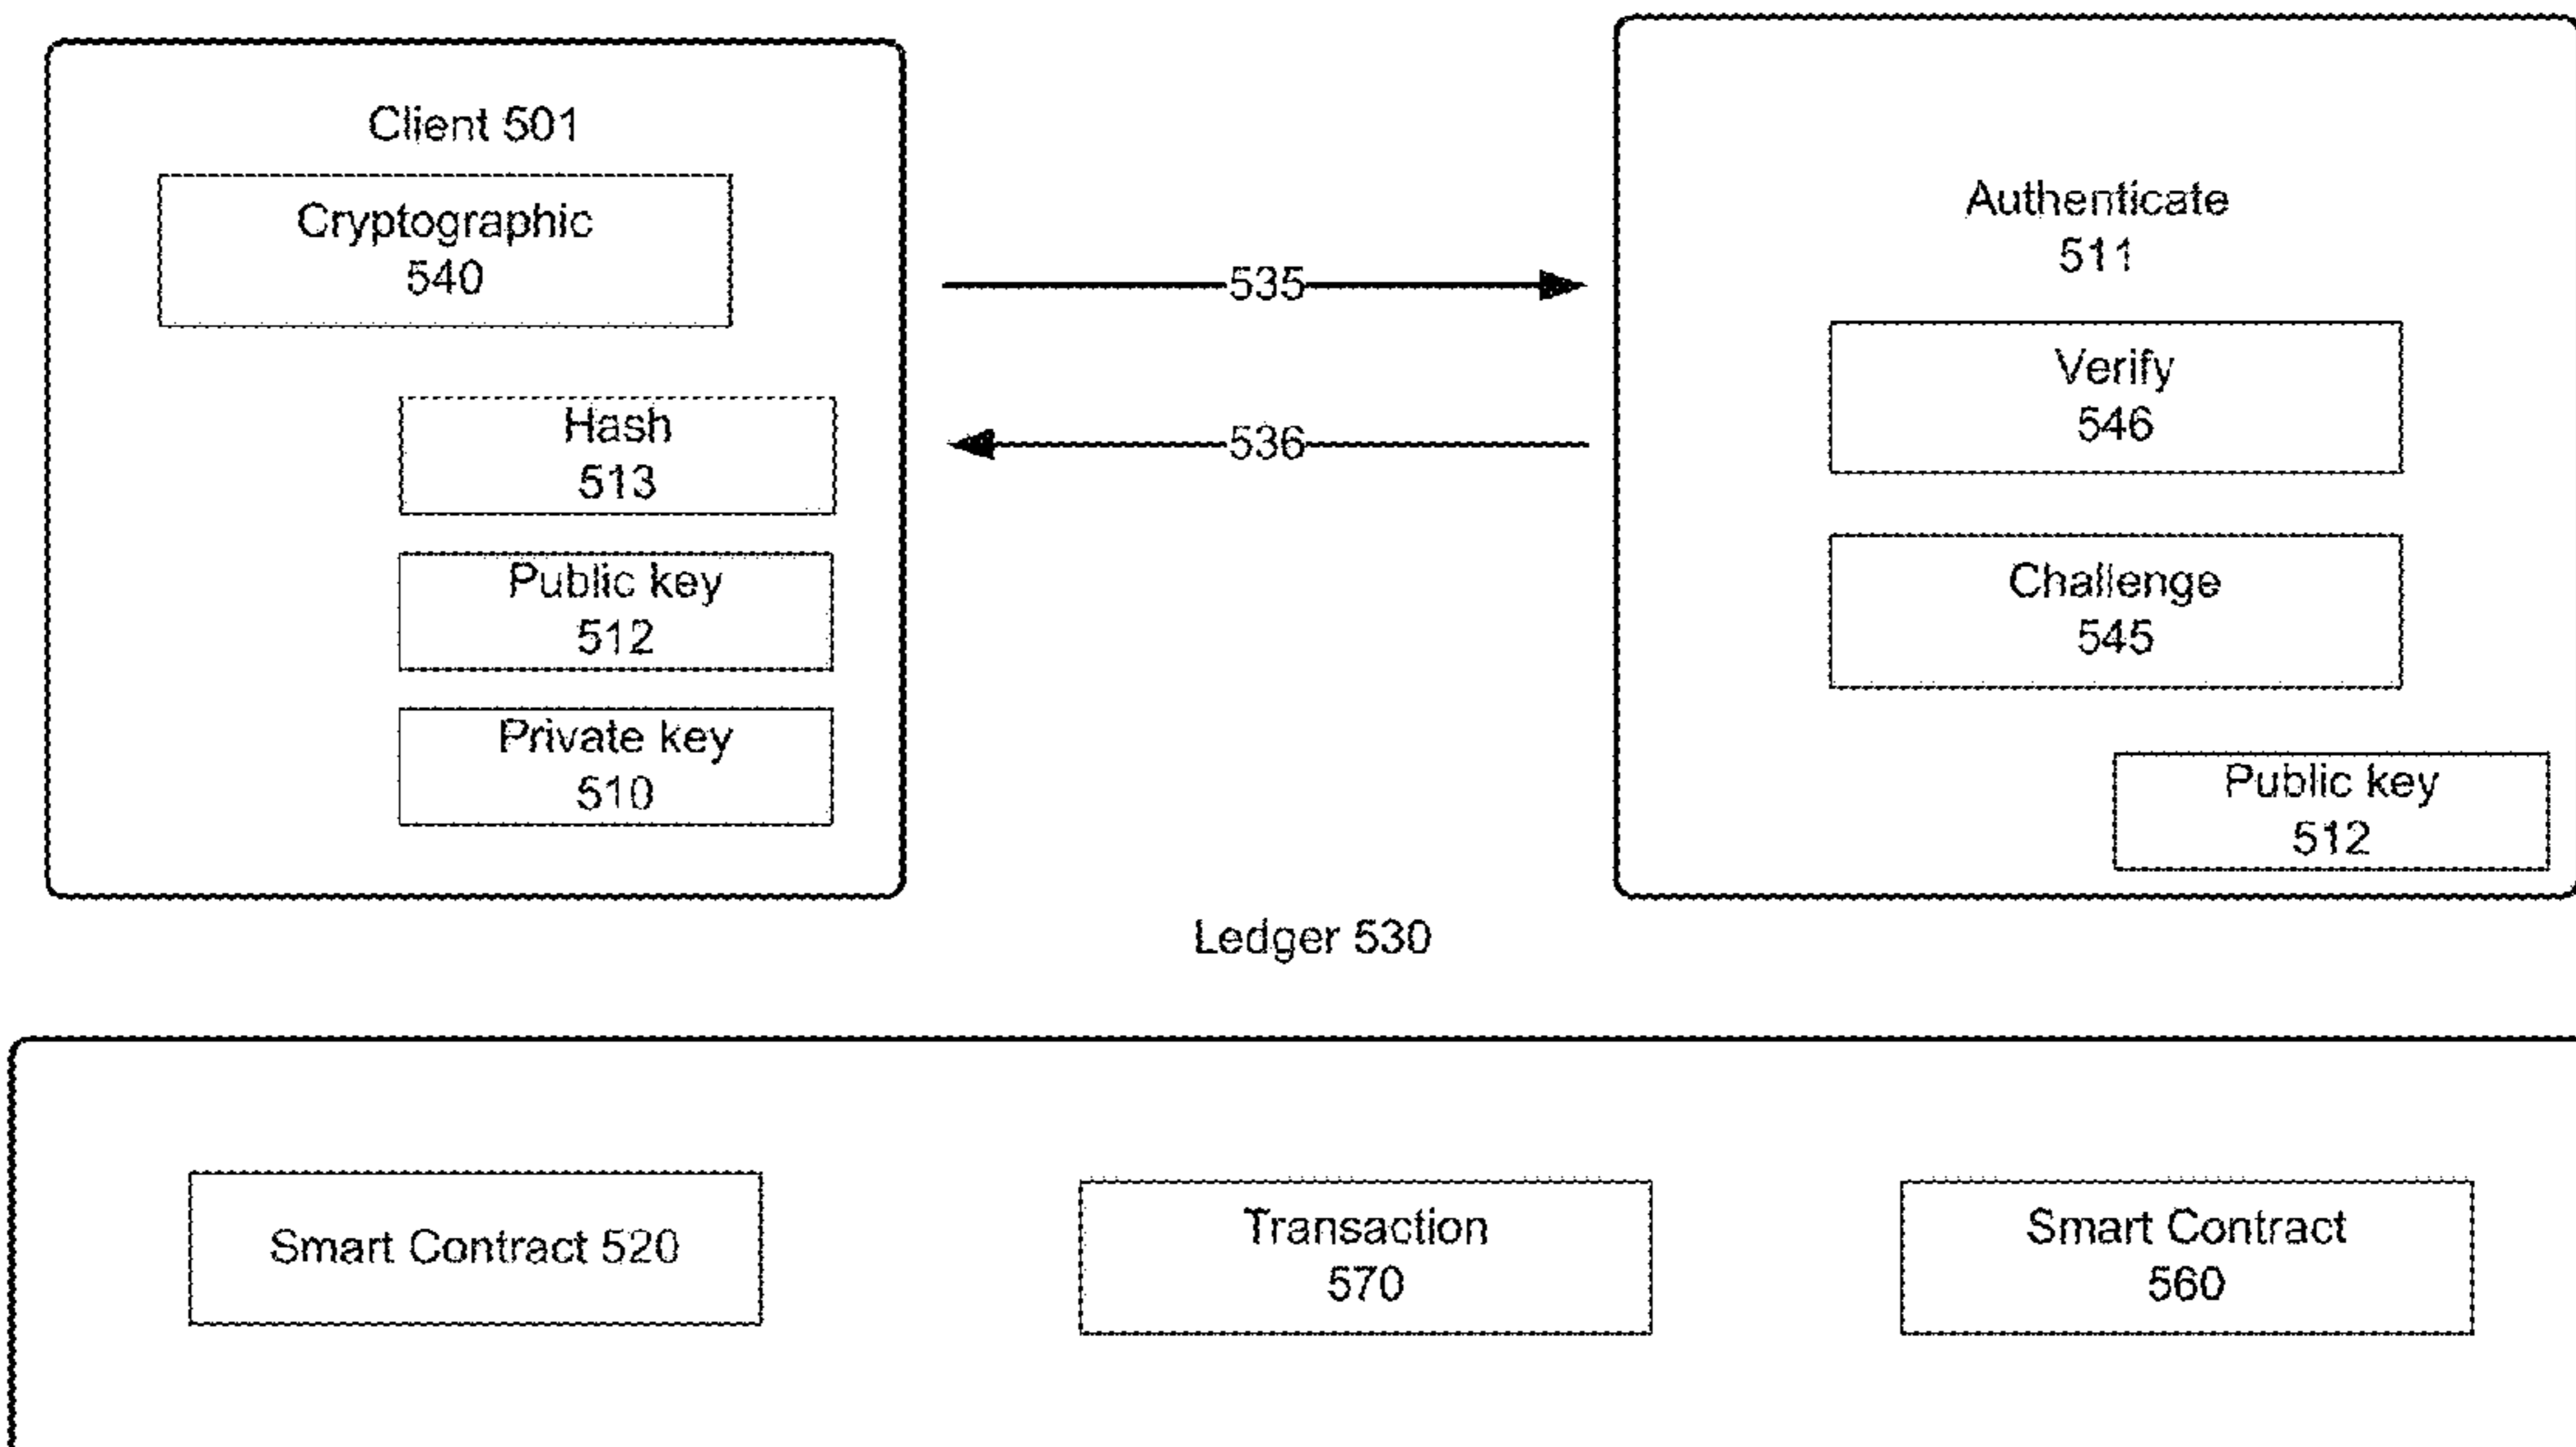 Client 501
Cryptographic
540
Hash
513
Public key
512
Private key
510
535
536
Authenticate
511
Verify
546
Challenge
545
Public key
512
Ledger 530
Smart Contract 520
Transaction
570
Smart Contract
560